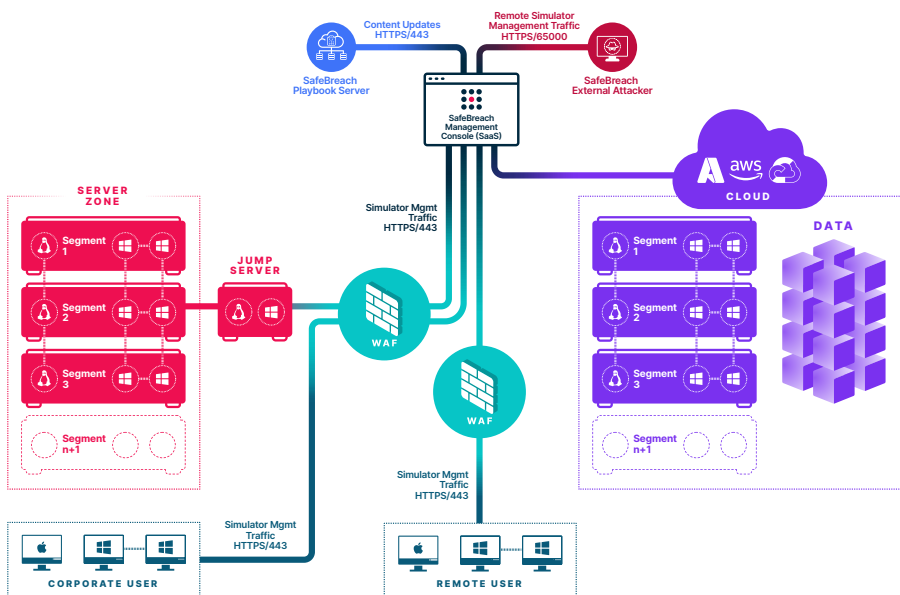 Content Updates
HTTPS/443
Remote Simulator
Management Traffic
HTTPS/65000
SafeBreach
Playbook Server
SafeBreach
External Attacker
SafeBreach
Management
Console (SaaS)
aws
CLOUD
SERVER
ZONE
Segment
1
Segment
2
Segment
3
Segment
n+1
JUMP
SERVER
Simulator Mgmt
Traffic
HTTPS/443
WAF
WAF
Segment
1
Segment
2
Segment
3
Segment
n+1
DATA
Simulator Mgmt
Traffic
HTTPS/443
Simulator Mgmt
Traffic
HTTPS/443
CORPORATE USER
REMOTE USER